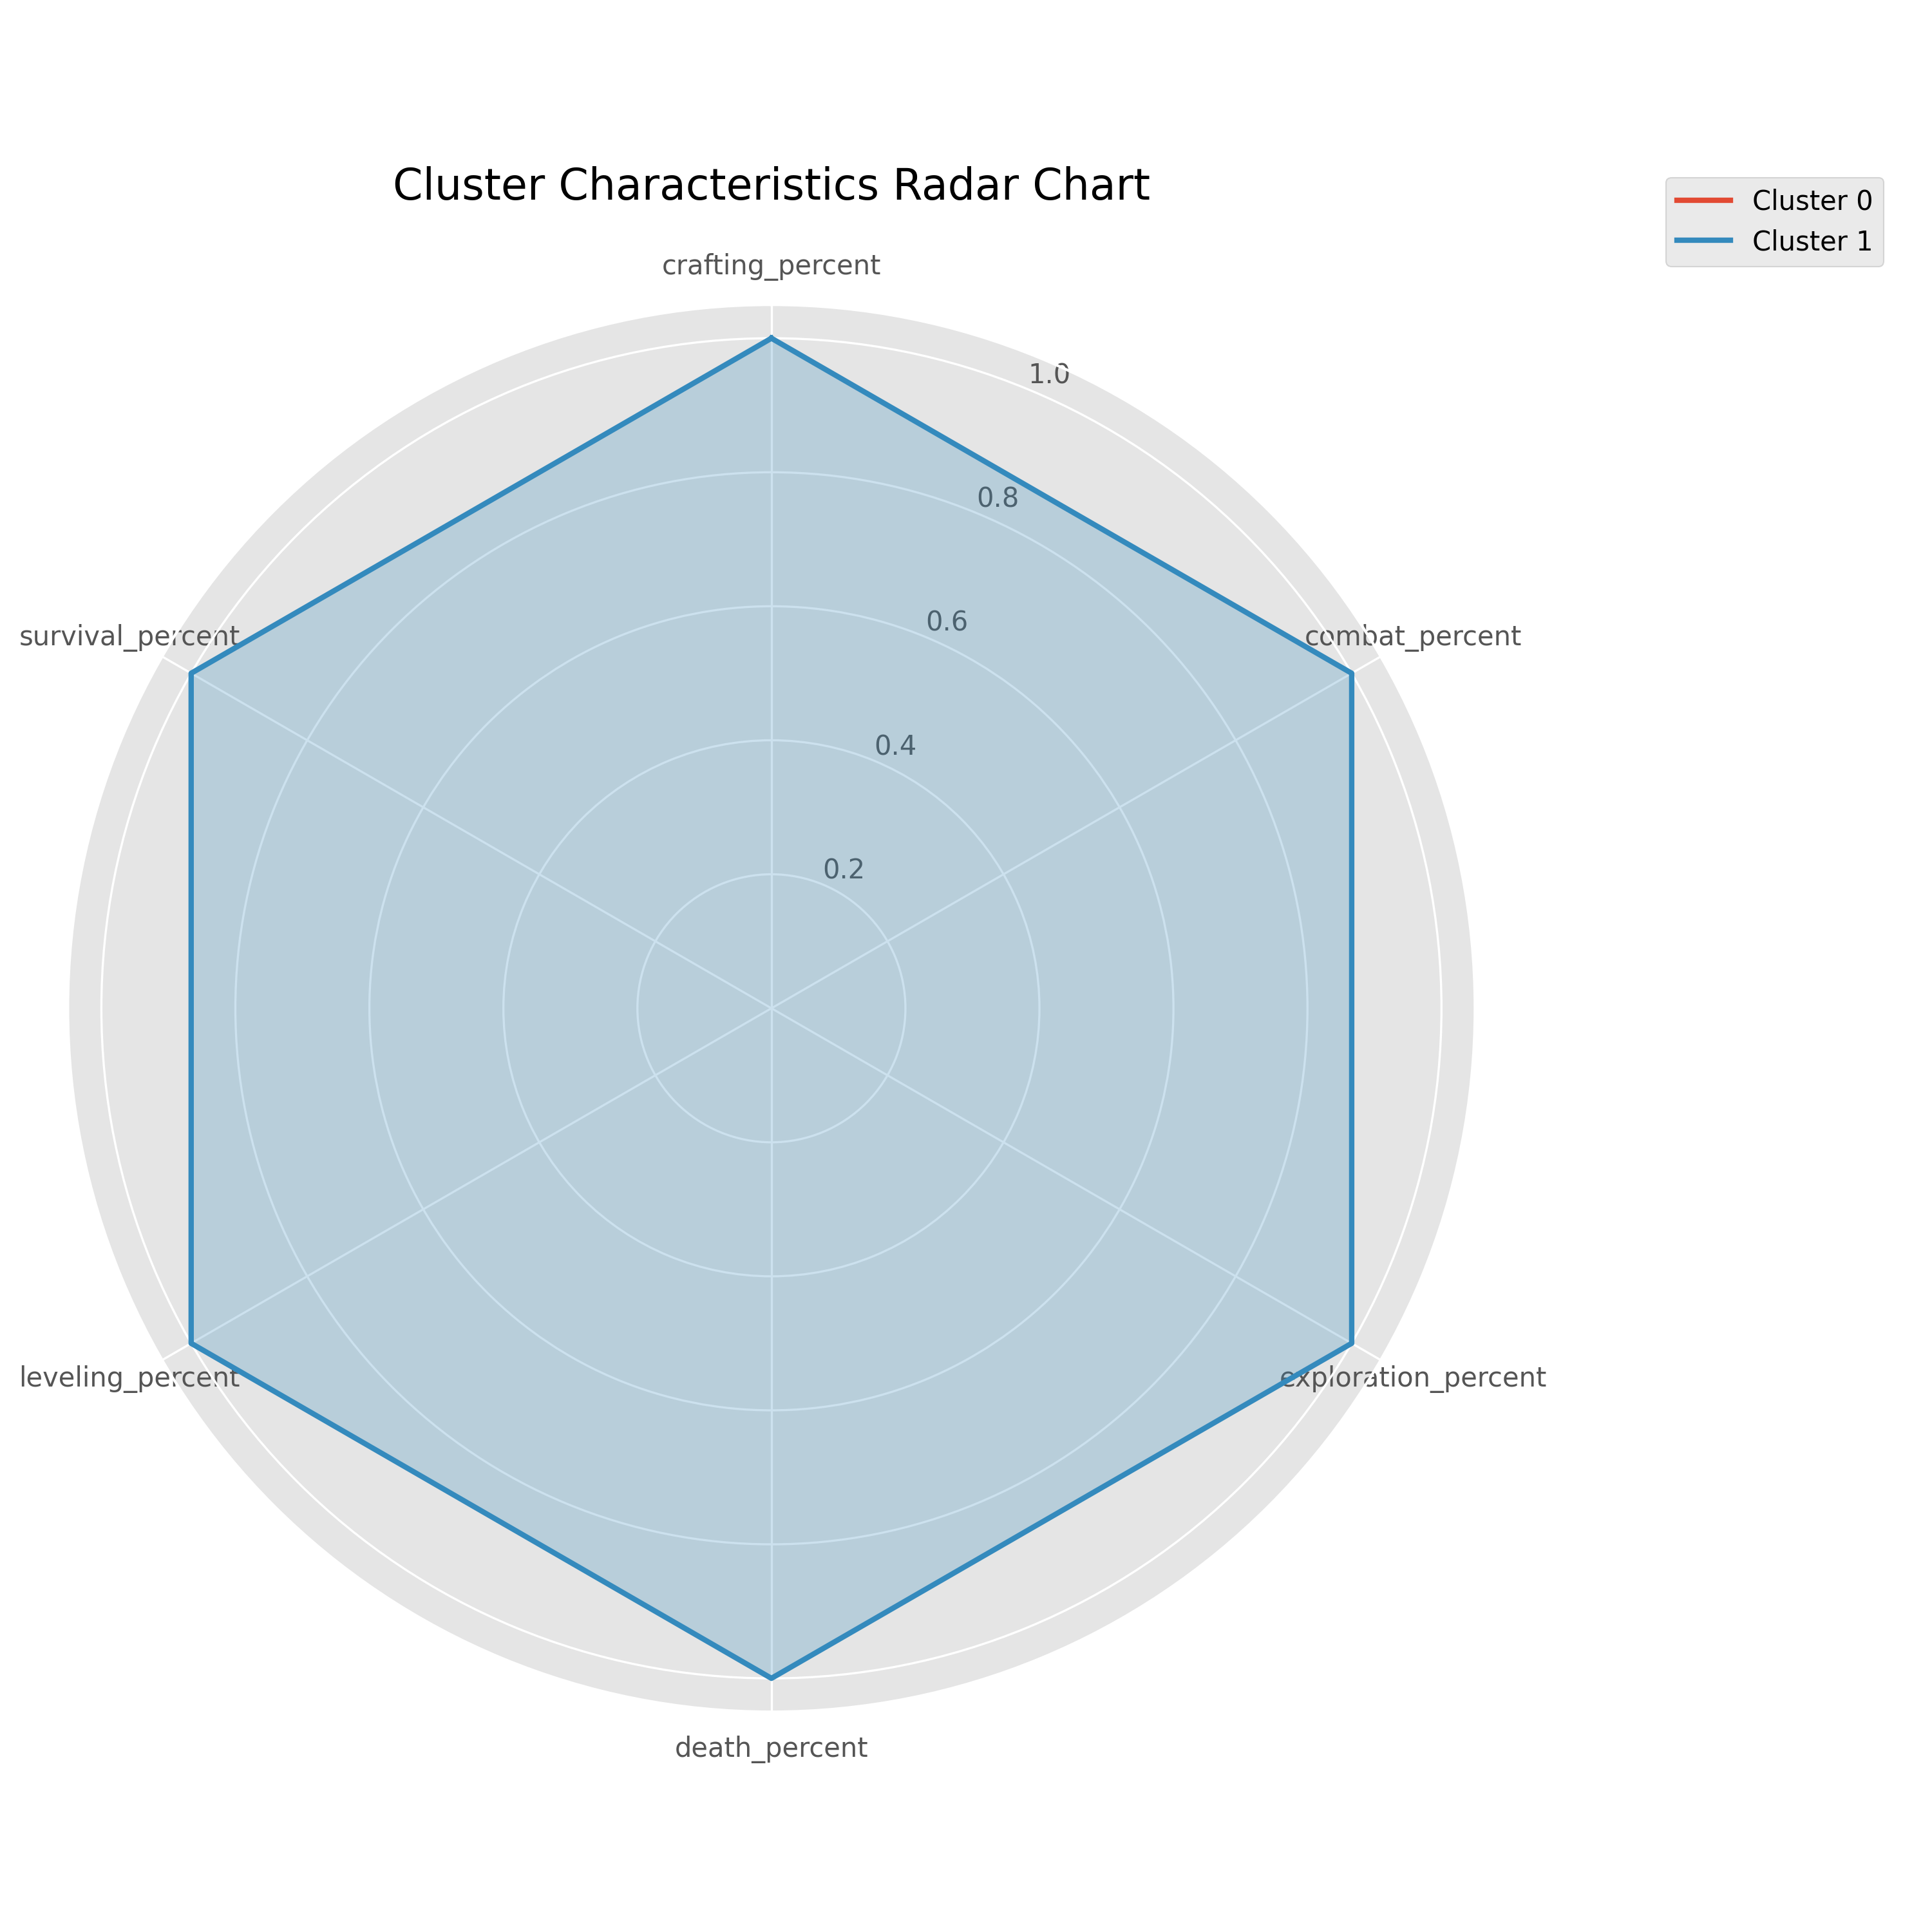 Cluster Characteristics Radar Chart
Cluster 0
Cluster 1
crafting_percent
1.0
0.8
survival_percent
0.6
combat_percent
0.4
0.2
leveling_percent
exploration_percent
death_percent